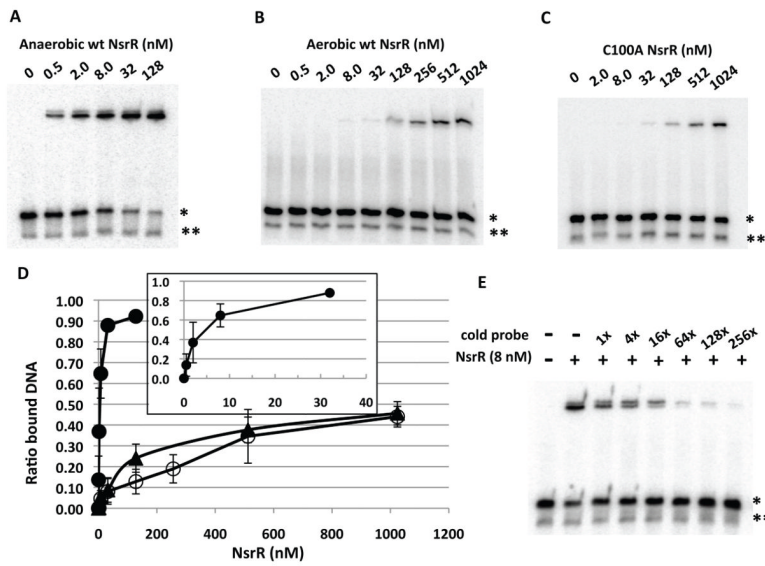 A
Anaerobic wt NsrR (nM)
0 0.5 2.0 8.0 32 128
*
**
B
Aerobic wt NsrR (nM)
0 0.5 2.0 8.0 32 128 256 512 1024
*
**
C
C100A NsrR (nM)
0 2.0 8.0 32 128 512 1024
*
**
D
1.00
0.90
0.80
0.70
0.60
0.50
0.40
0.30
0.20
0.10
0.00
Ratio bound DNA
0 200 400 600 800 1000 1200
NsrR (nM)
1.0
0.8
0.6
0.4
0.2
0.0
0 10 20 30 40
E
cold probe - - 1x 4x 16x 64x 128x 256x
NsrR (8 nM) - + + + + + + +
*
**